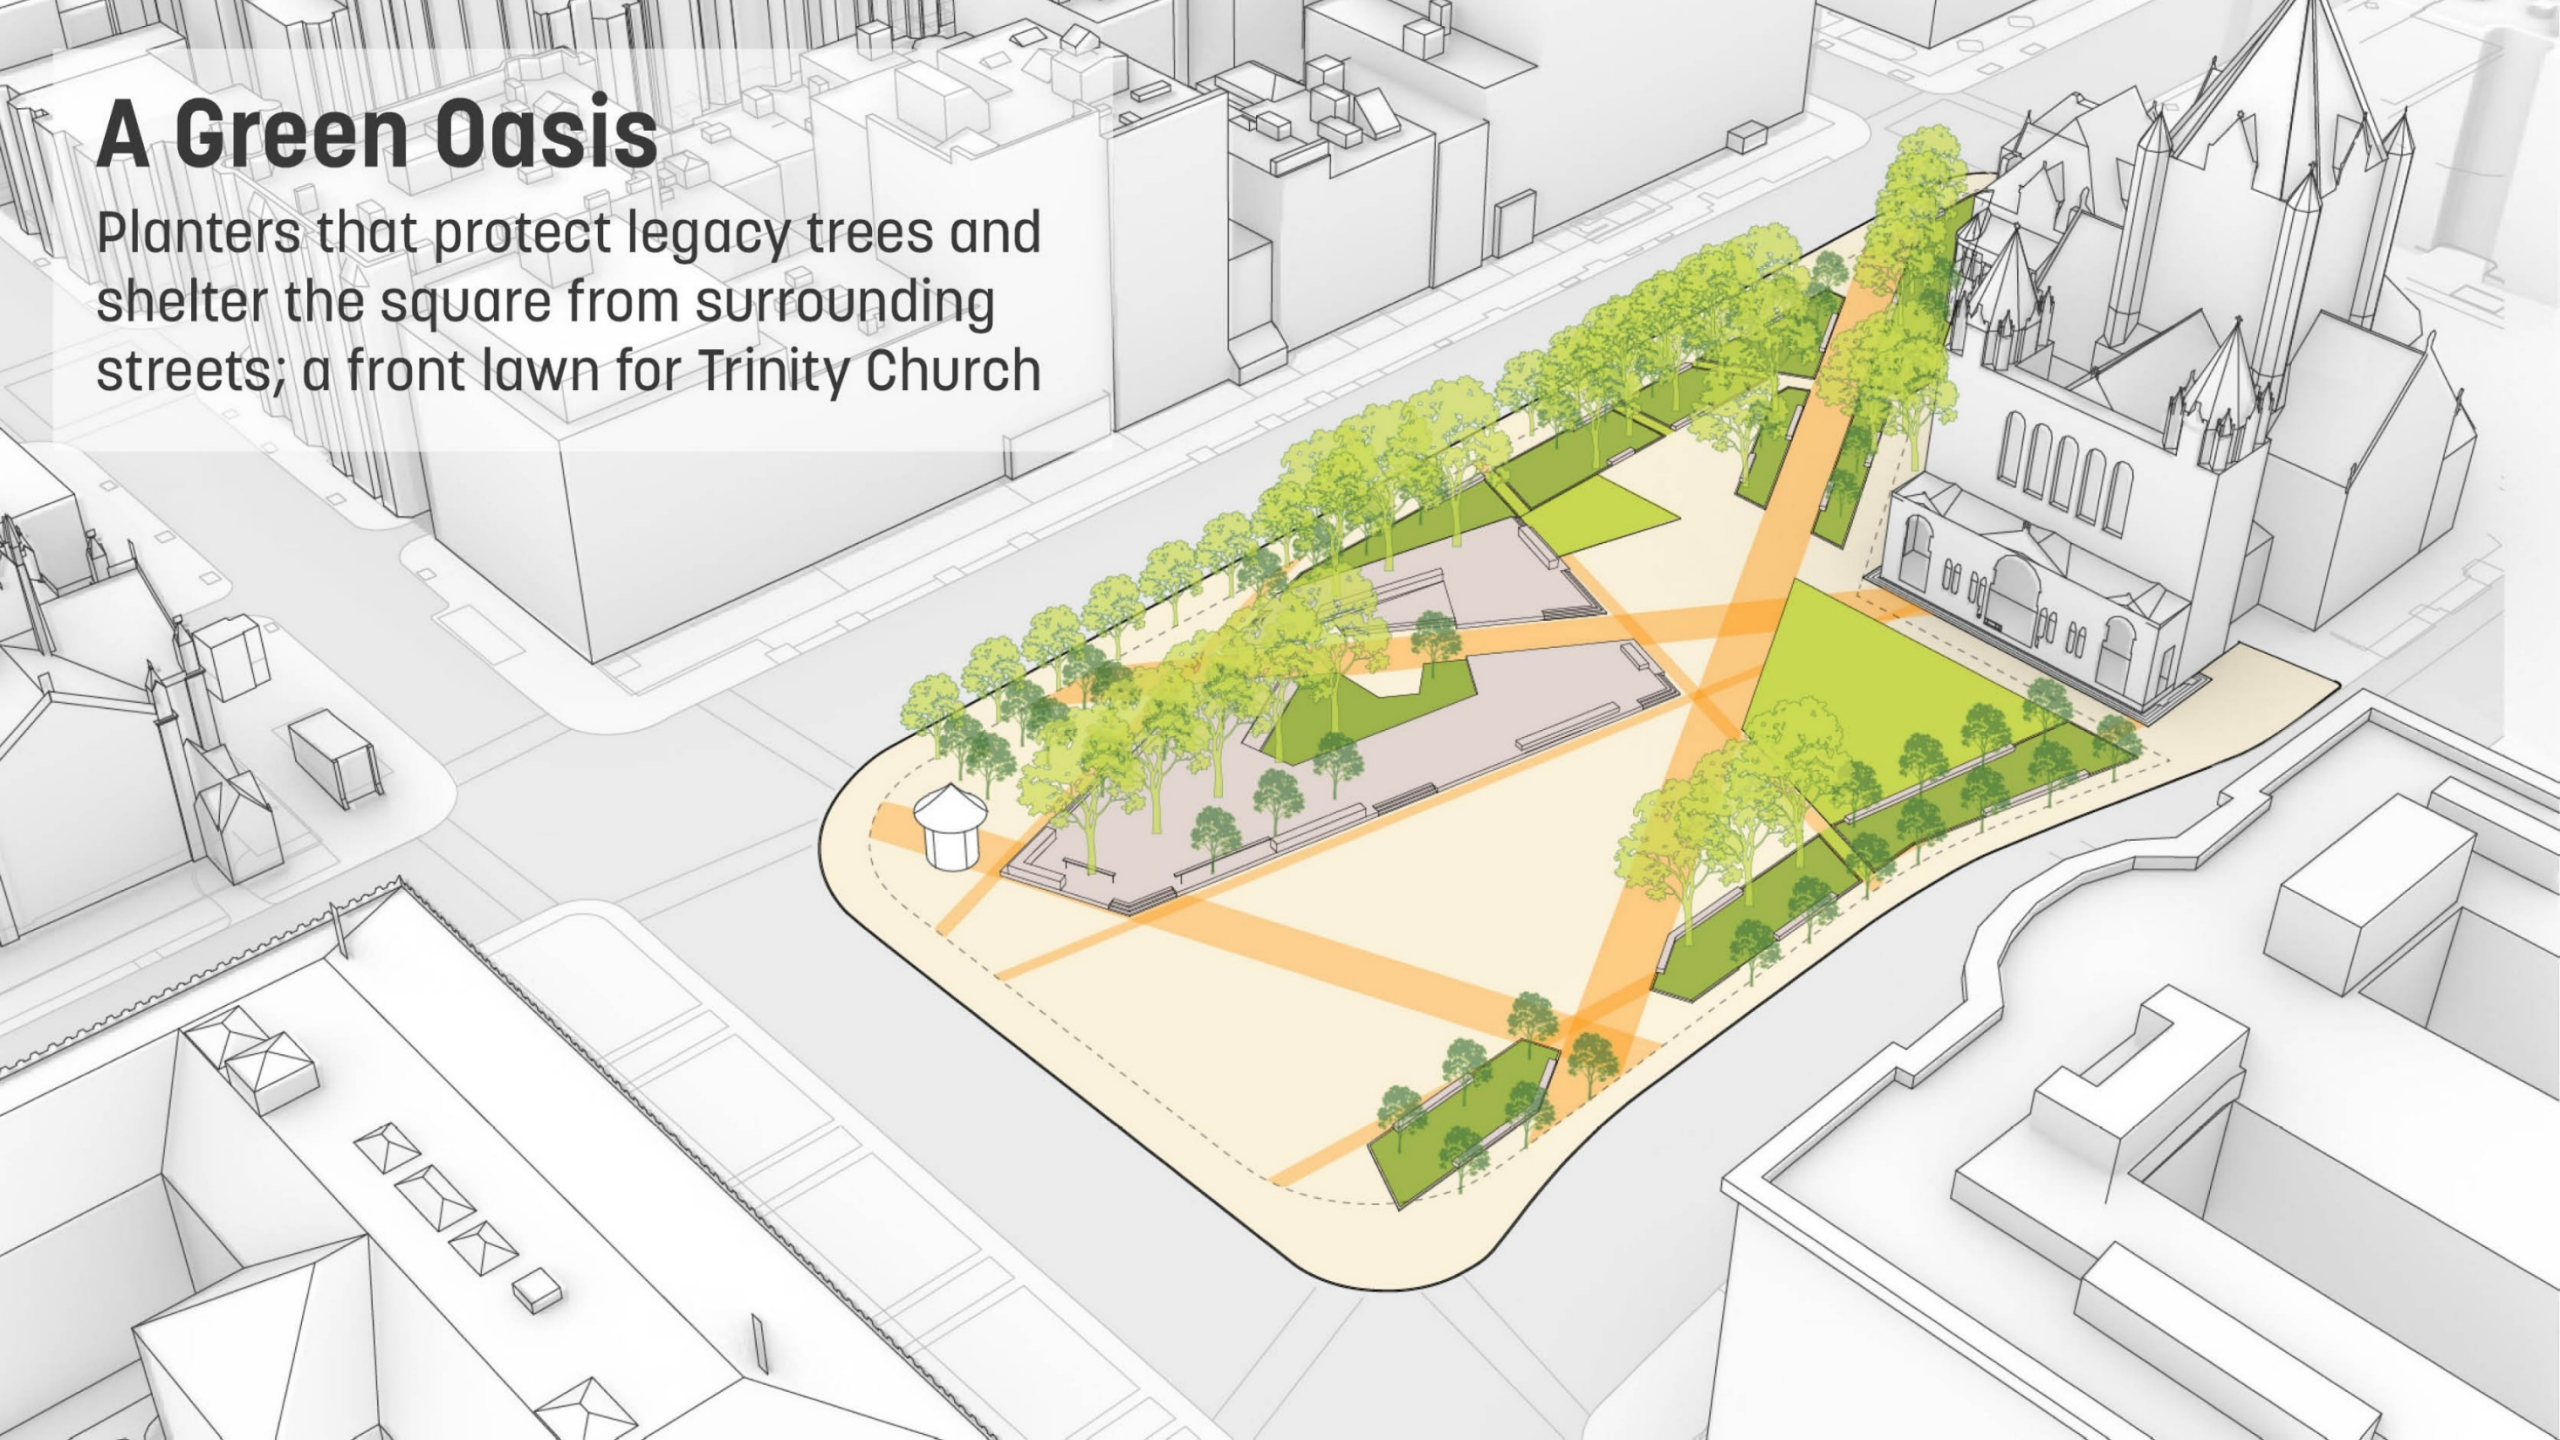 A Green Oasis
Planters that protect legacy trees and
shelter the square from surrounding
streets; a front lawn for Trinity Church